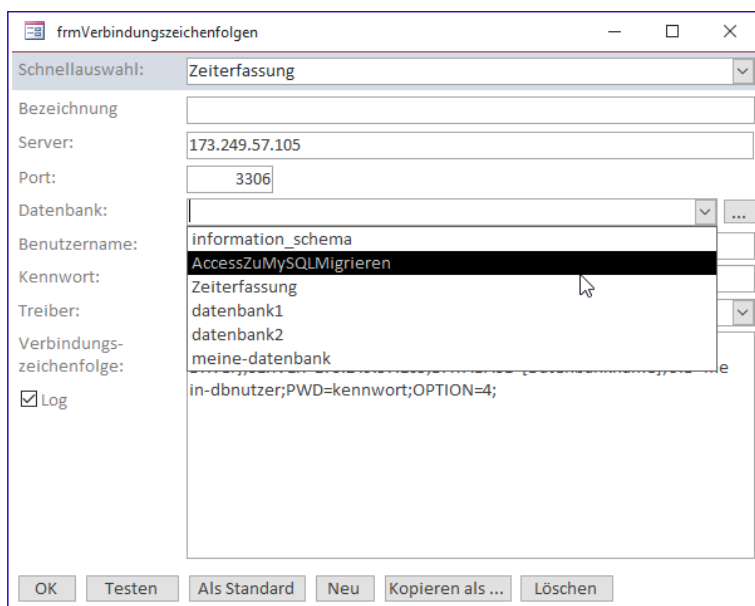 frmVerbindungszeichenfolgen
Schnellauswahl: Zeiterfassung
Bezeichnung
Server: 173.249.57.105
Port: 3306
Datenbank: ...
information_schema
Benutzername:
AccessZuMySQLMigrieren
Kennwort:
Zeiterfassung
Treiber:
datenbank1
datenbank2
Verbindungs-
meine-datenbank
zeichenfolge:
in-dbnutzer;PWD=kennwort;OPTION=4;
Log
OK Testen Als Standard Neu Kopieren als ... Löschen